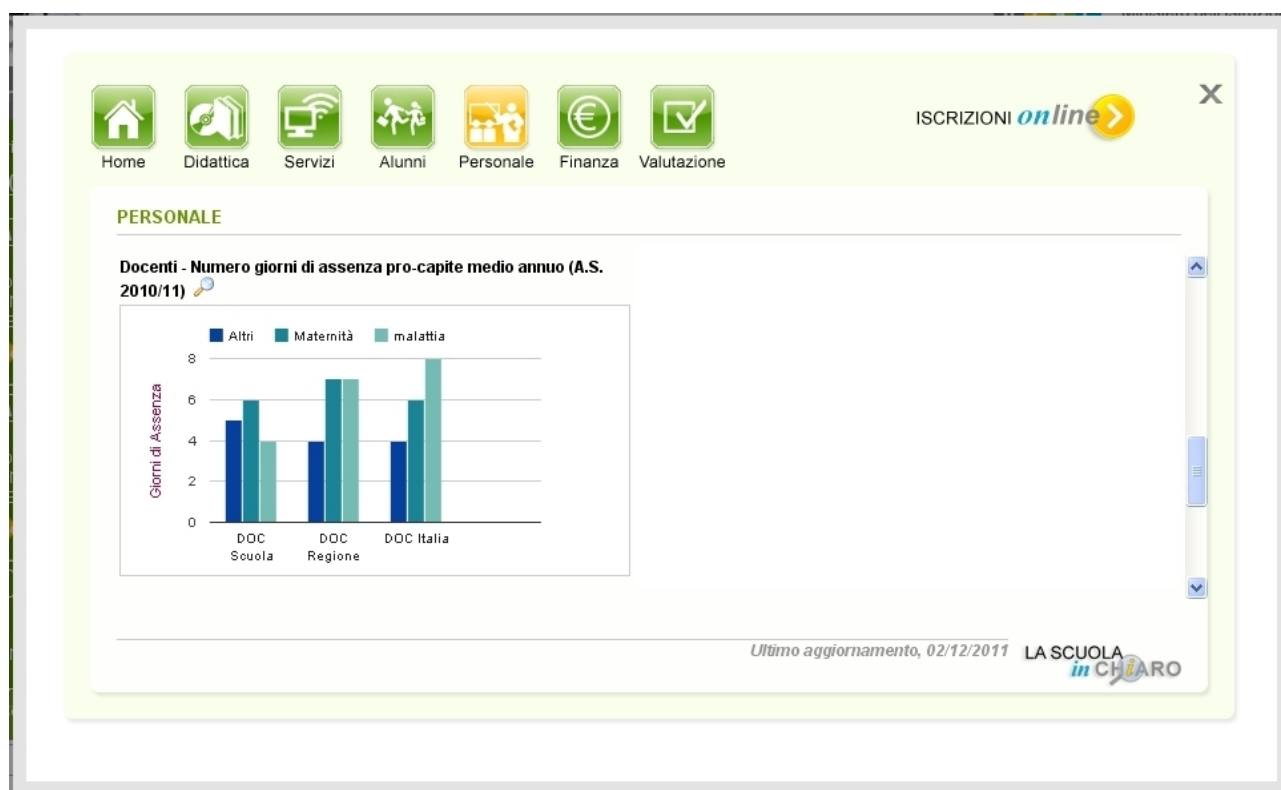 ISCRIZIONI online
X
Home Didattica Servizi Alunni Personale Finanza Valutazione
PERSONALE
Docenti - Numero giorni di assenza pro-capite medio annuo (A.S.
2010/11)
Altri Maternità malattia
Giorni di Assenza
8
6
4
2
0
DOC
Scuola
DOC
Regione
DOC Italia
Ultimo aggiornamento, 02/12/2011
LA SCUOLA
in CHiARO